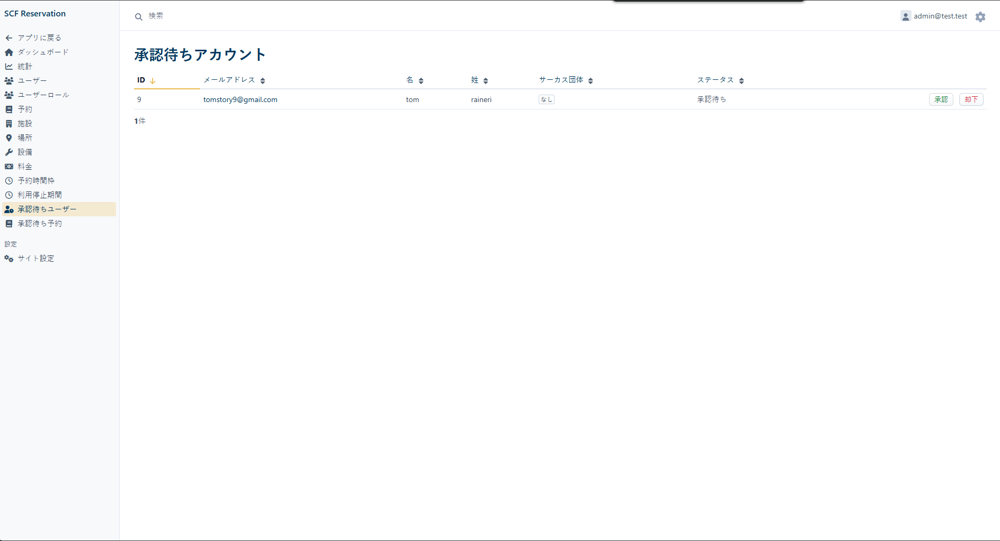 SCF Reservation
アプリに戻る
ダッシュボード
統計
ユーザー
ユーザーロール
予約
施設
場所
設備
料金
予約時間枠
利用停止期間
承認待ちユーザー
承認待ち予約
設定
サイト設定
検索
admin@test.test
承認待ちアカウント
ID メールアドレス 名 姓 サーカス団体 ステータス
9 tomstory9@gmail.com tom raineri なし 承認待ち 承認 却下
1件